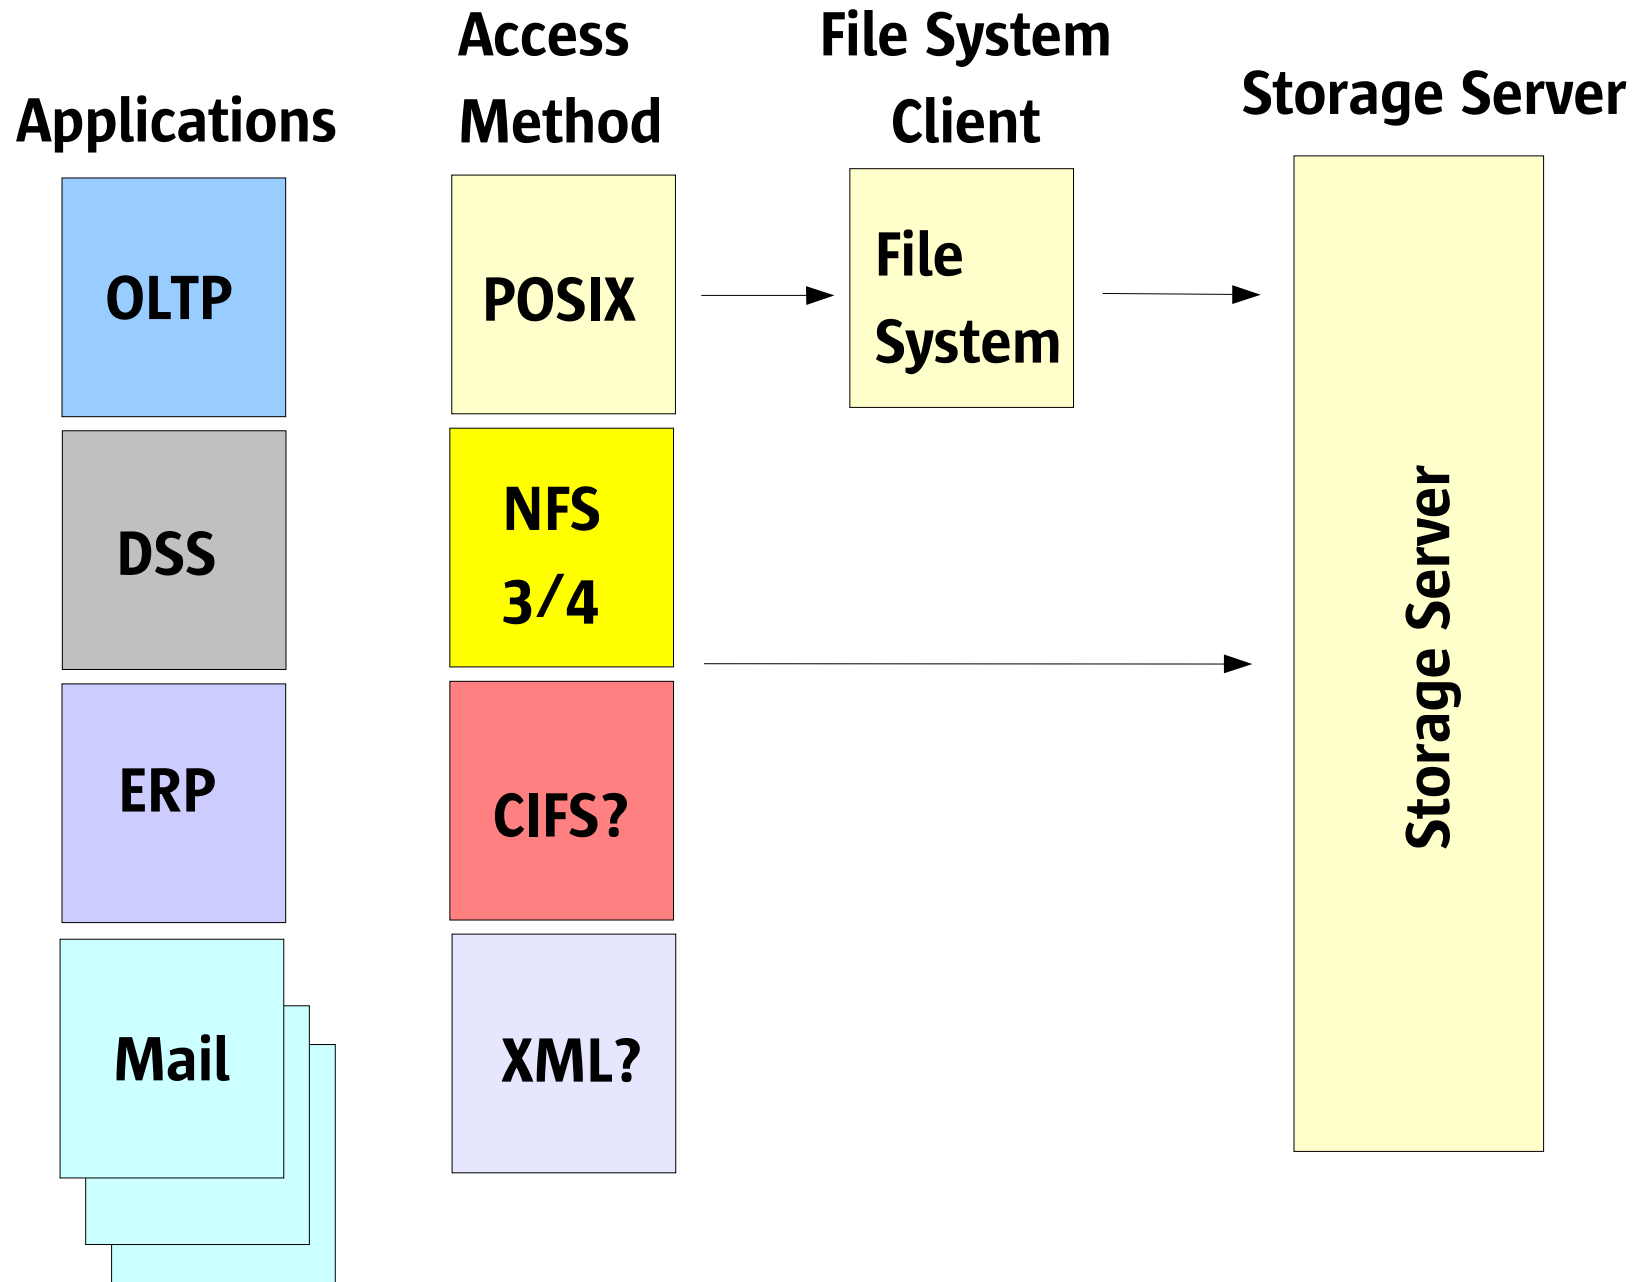 Applications
Access
Method
File System
Client
Storage Server
OLTP
DSS
ERP
Mail
POSIX
NFS
3/4
CIFS?
XML?
File
System
Storage Server